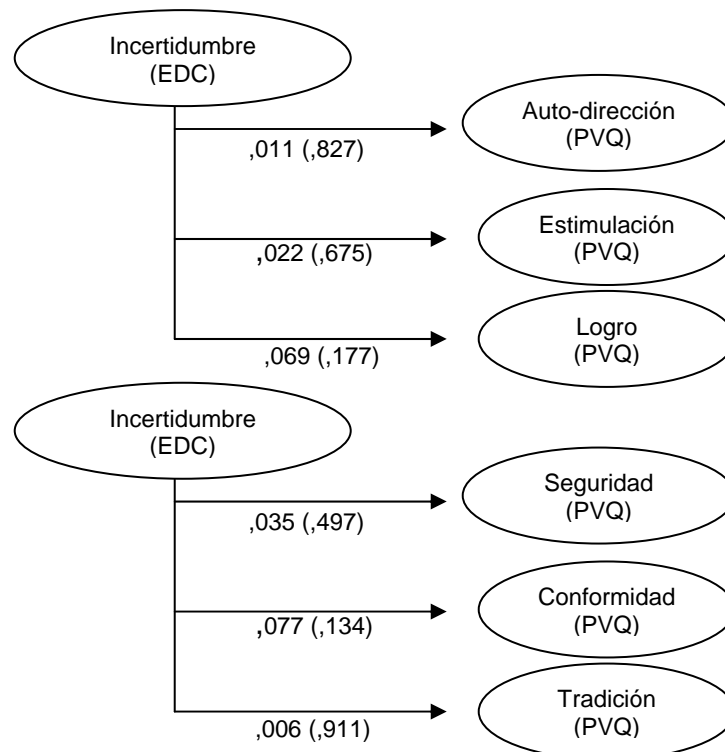 Incertidumbre
(EDC)
Auto-dirección
(PVQ)
,011 (,827)
Estimulación
(PVQ)
,022 (,675)
Logro
(PVQ)
,069 (,177)
Incertidumbre
(EDC)
Seguridad
(PVQ)
,035 (,497)
Conformidad
(PVQ)
,077 (,134)
Tradición
(PVQ)
,006 (,911)